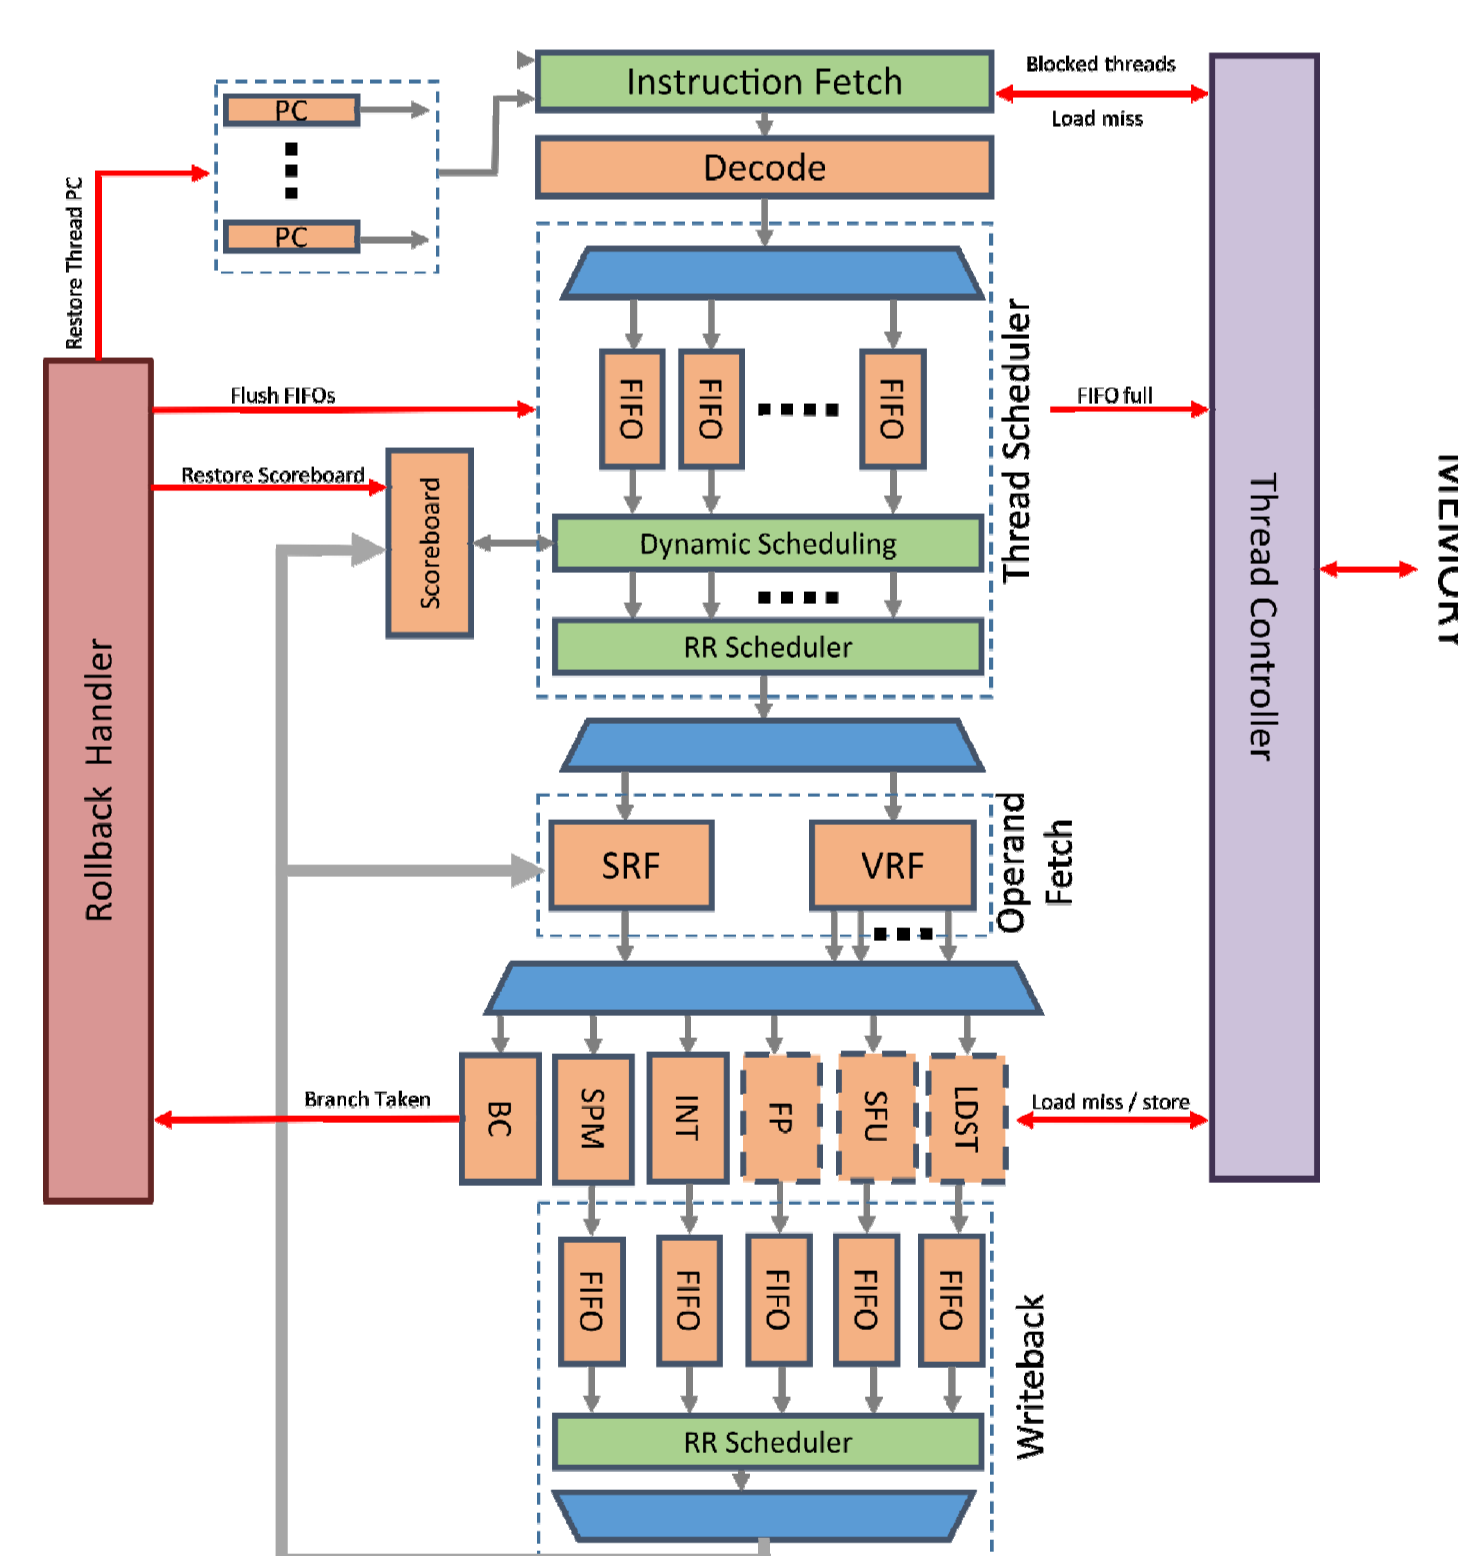 Instruction Fetch
Blocked threads
Load miss
PC
PC
Restore Thread PC
Decode
Thread Scheduler
FIFO
FIFO
FIFO
Flush FIFOs
FIFO full
Restore Scoreboard
Scoreboard
Dynamic Scheduling
RR Scheduler
Rollback Handler
Thread Controller
MEMORY
SRF
VRF
Operand
Fetch
BC
SPM
INT
FP
SFU
LDST
Branch Taken
Load miss / store
FIFO
FIFO
FIFO
FIFO
FIFO
Writeback
RR Scheduler